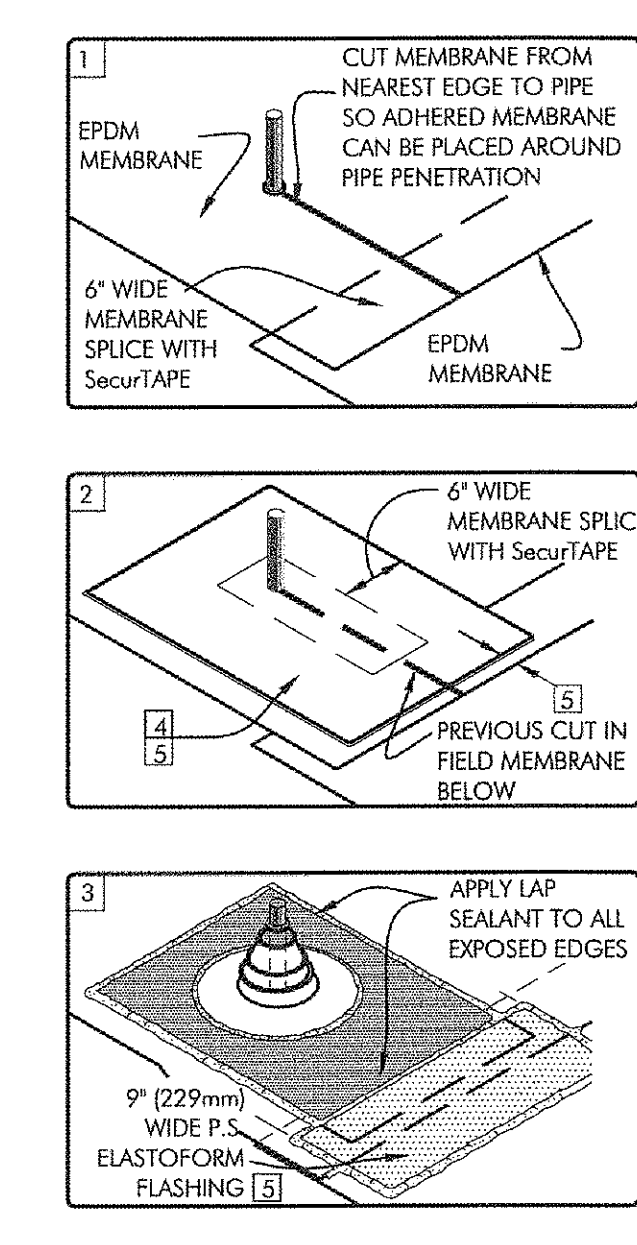 1
CUT MEMBRANE FROM
NEAREST EDGE TO PIPE
SO ADHERED MEMBRANE
CAN BE PLACED AROUND
PIPE PENETRATION
EPDM
MEMBRANE
6" WIDE
MEMBRANE
SPLICE WITH
SecurTAPE
EPDM
MEMBRANE
2
6" WIDE
MEMBRANE SPLIC
WITH SecurTAPE
5
4
5
PREVIOUS CUT IN
FIELD MEMBRANE
BELOW
3
APPLY LAP
SEALANT TO ALL
EXPOSED EDGES
9" (229mm)
WIDE P.S.
ELASTOFORM
FLASHING 5